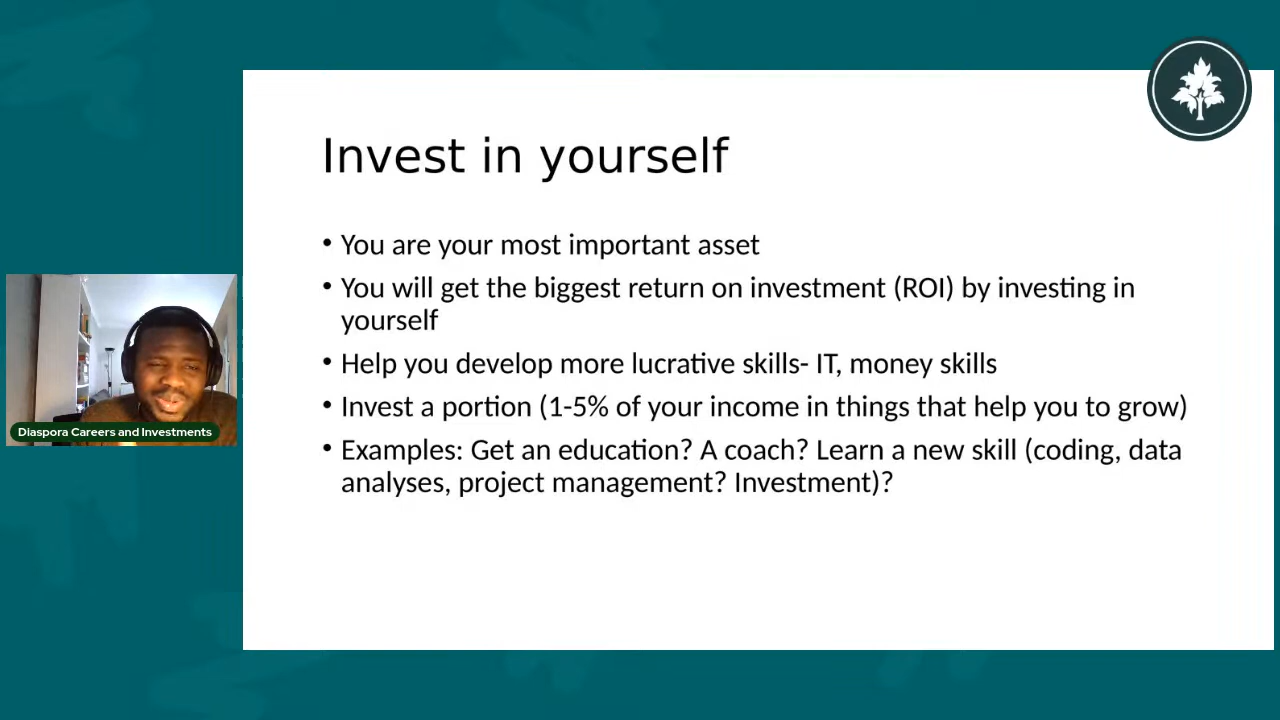 Invest in yourself
• You are your most important asset
• You will get the biggest return on investment (ROI) by investing in
yourself
• Help you develop more lucrative skills- IT, money skills
• Invest a portion (1-5% of your income in things that help you to grow)
• Examples: Get an education? A coach? Learn a new skill (coding, data
analyses, project management? Investment)?
Diaspora Careers and Investments